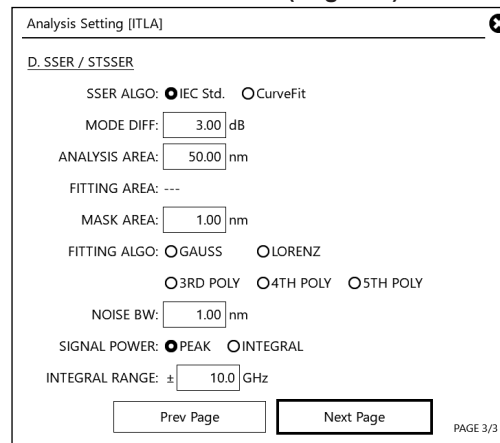 Analysis Setting [ITLA]
D. SSER / STSSER
SSER ALGO: IEC Std. CurveFit
MODE DIFF: 3.00 dB
ANALYSIS AREA: 50.00 nm
FITTING AREA: ---
MASK AREA: 1.00 nm
FITTING ALGO: GAUSS LORENZ
3RD POLY 4TH POLY 5TH POLY
NOISE BW: 1.00 nm
SIGNAL POWER: PEAK INTEGRAL
INTEGRAL RANGE: ± 10.0 GHz
Prev Page Next Page PAGE 3/3